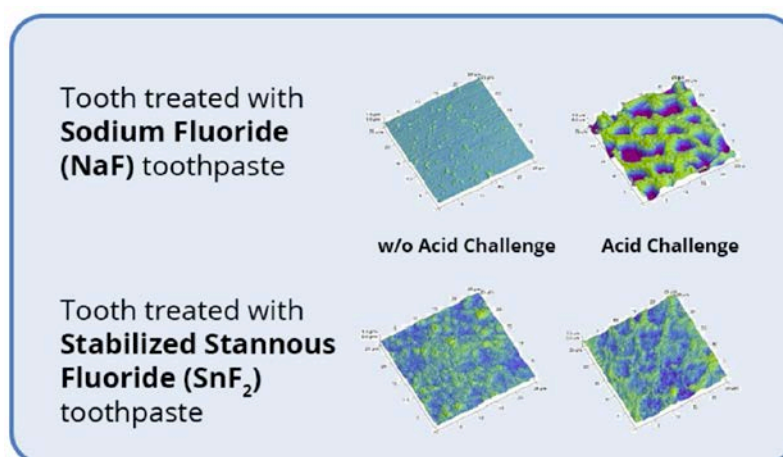 Tooth treated with
Sodium Fluoride
(NaF) toothpaste
w/o Acid Challenge
Acid Challenge
Tooth treated with
Stabilized Stannous
Fluoride (SnF₂)
toothpaste